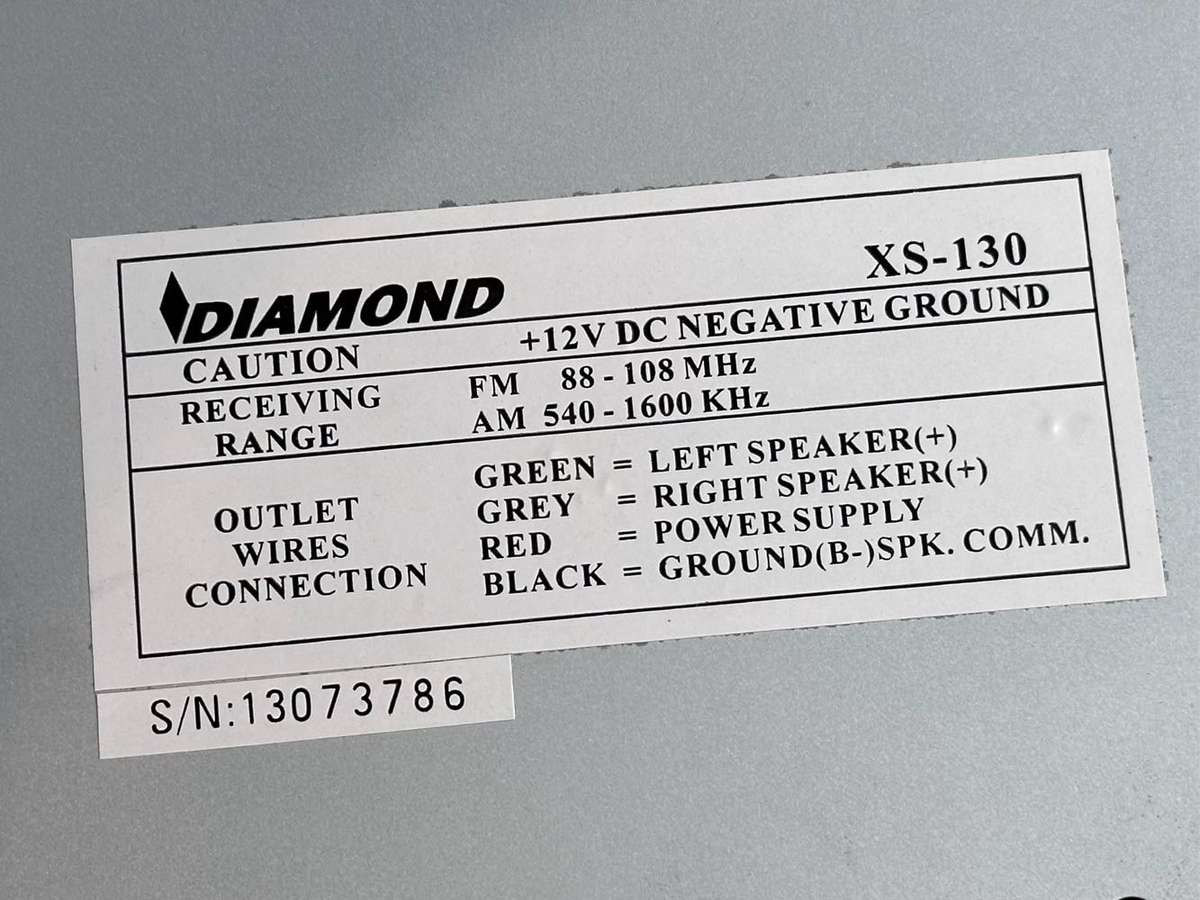 DIAMOND XS-130
CAUTION +12V DC NEGATIVE GROUND
RECEIVING FM 88 - 108 MHz
RANGE AM 540 - 1600 KHz
GREEN = LEFT SPEAKER(+)
OUTLET GREY = RIGHT SPEAKER(+)
WIRES RED = POWER SUPPLY
CONNECTION BLACK = GROUND(B-)SPK. COMM.
S/N:13073786